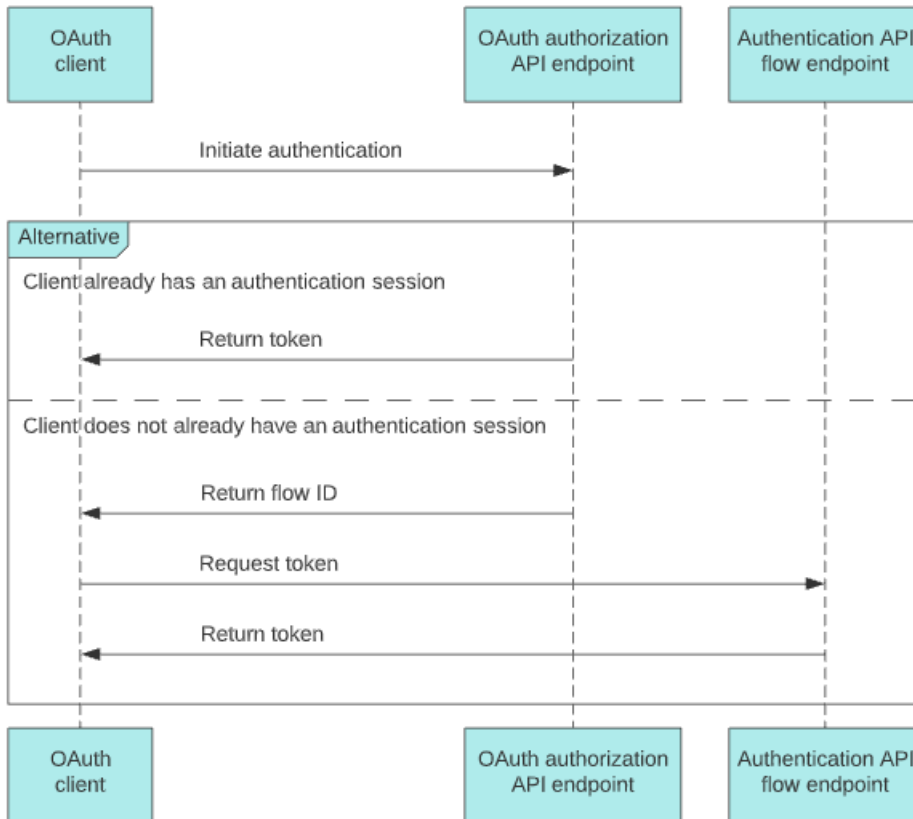 OAuth
client
OAuth authorization
API endpoint
Authentication API
flow endpoint
Initiate authentication
Alternative
Client already has an authentication session
Return token
Client does not already have an authentication session
Return flow ID
Request token
Return token
OAuth
client
OAuth authorization
API endpoint
Authentication API
flow endpoint